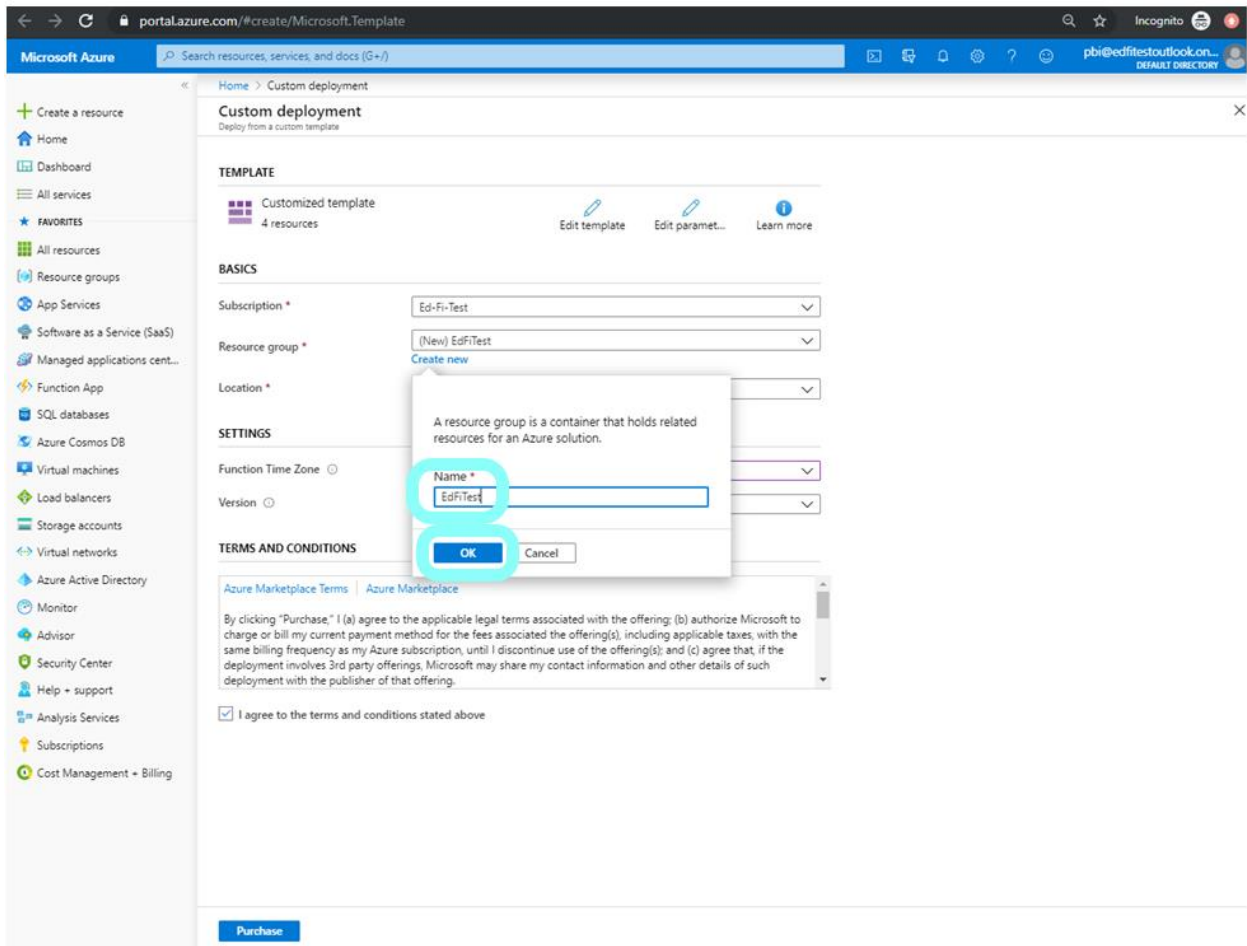 portal.azure.com/#create/Microsoft.Template
Incognito
Microsoft Azure
Search resources, services, and docs (G+/)
pbi@edfitestoutlook.on...
DEFAULT DIRECTORY
«
Create a resource
Home
Dashboard
All services
FAVORITES
All resources
Resource groups
App Services
Software as a Service (SaaS)
Managed applications cent...
Function App
SQL databases
Azure Cosmos DB
Virtual machines
Load balancers
Storage accounts
Virtual networks
Azure Active Directory
Monitor
Advisor
Security Center
Help + support
Analysis Services
Subscriptions
Cost Management + Billing
Home > Custom deployment
Custom deployment
Deploy from a custom template
TEMPLATE
Customized template
4 resources
Edit template
Edit paramet...
Learn more
BASICS
Subscription *
Ed-Fi-Test
Resource group *
(New) EdFiTest
Create new
Location *
A resource group is a container that holds related
resources for an Azure solution.
SETTINGS
Function Time Zone
Name *
EdFiTest
Version
OK
Cancel
TERMS AND CONDITIONS
Azure Marketplace Terms | Azure Marketplace
By clicking "Purchase," I (a) agree to the applicable legal terms associated with the offering; (b) authorize Microsoft to
charge or bill my current payment method for the fees associated the offering(s), including applicable taxes, with the
same billing frequency as my Azure subscription, until I discontinue use of the offering(s); and (c) agree that, if the
deployment involves 3rd party offerings, Microsoft may share my contact information and other details of such
deployment with the publisher of that offering.
I agree to the terms and conditions stated above
Purchase